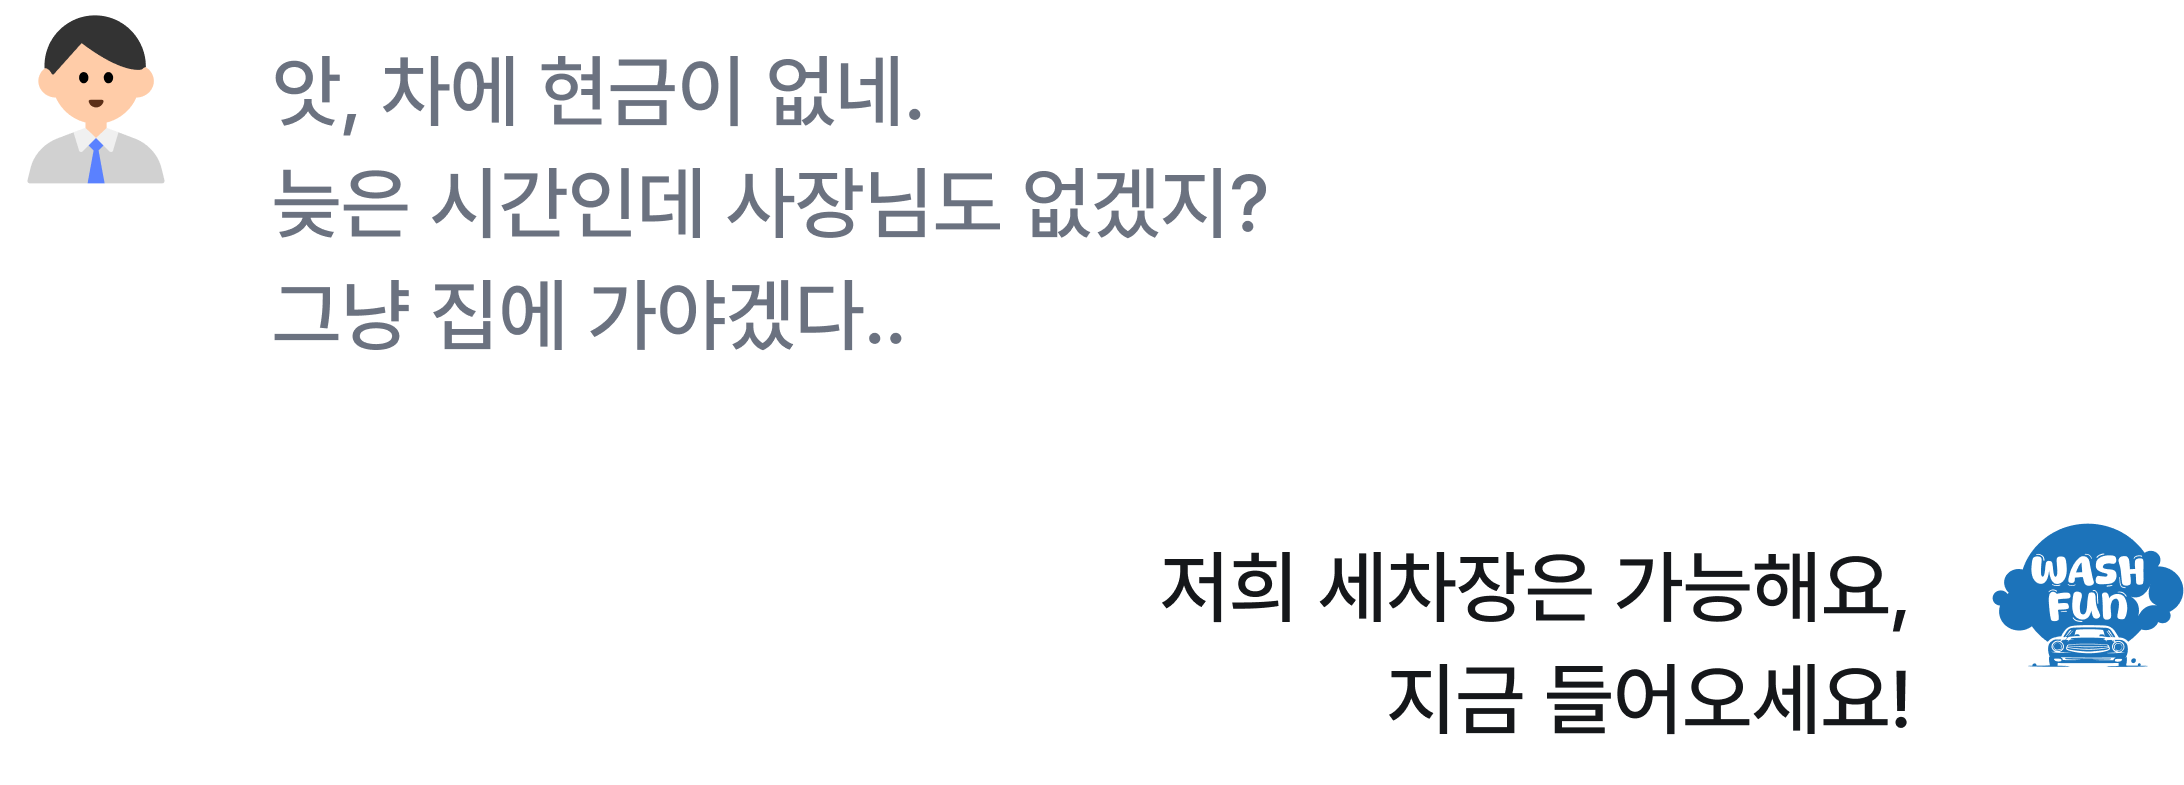 앗, 차에 현금이 없네.
늦은 시간인데 사장님도 없겠지?
그냥 집에 가야겠다..
저희 세차장은 가능해요,
지금 들어오세요!
WASH
FUN